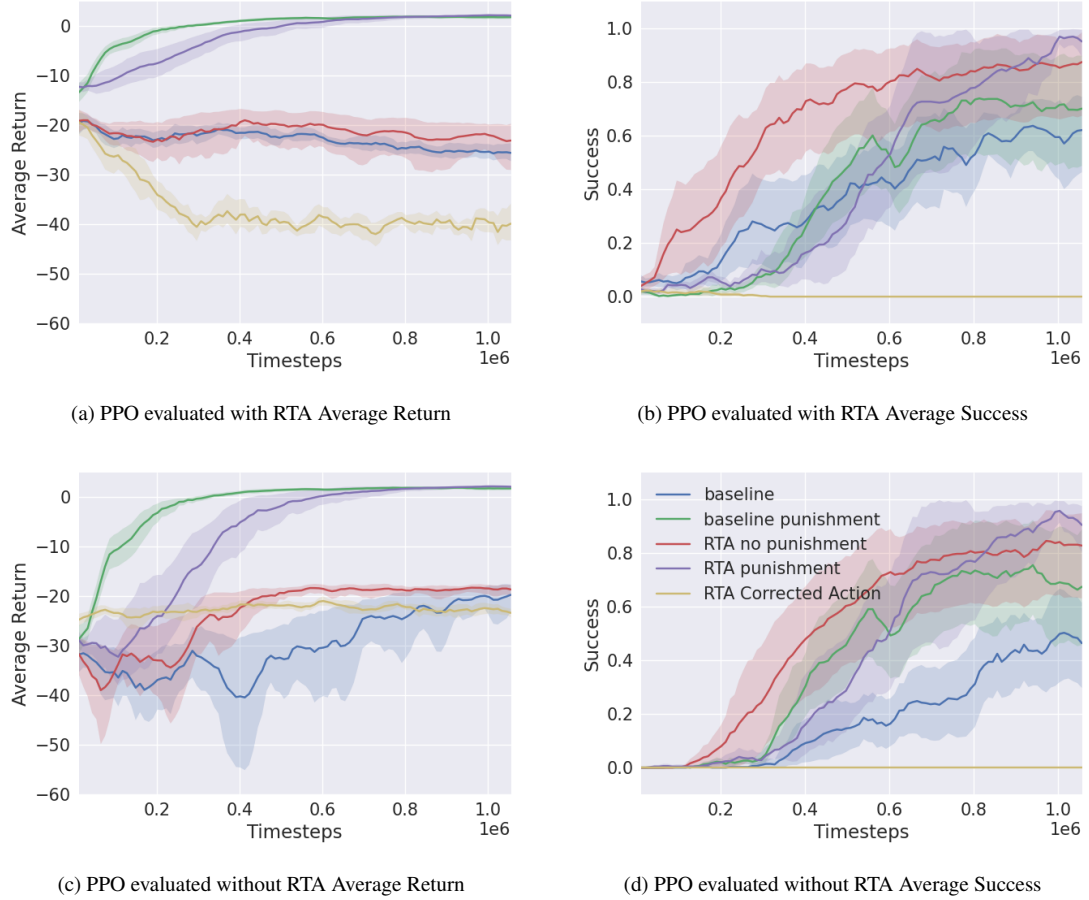 0
−10
−20
−30
−40
−50
−60
Average Return
0.2 0.4 0.6 0.8 1.0
1e6
Timesteps
(a) PPO evaluated with RTA Average Return
1.0
0.8
0.6
0.4
0.2
0.0
Success
0.2 0.4 0.6 0.8 1.0
1e6
Timesteps
(b) PPO evaluated with RTA Average Success
0
−10
−20
−30
−40
−50
−60
Average Return
0.2 0.4 0.6 0.8 1.0
1e6
Timesteps
(c) PPO evaluated without RTA Average Return
1.0
0.8
0.6
0.4
0.2
0.0
Success
baseline
baseline punishment
RTA no punishment
RTA punishment
RTA Corrected Action
0.2 0.4 0.6 0.8 1.0
1e6
Timesteps
(d) PPO evaluated without RTA Average Success